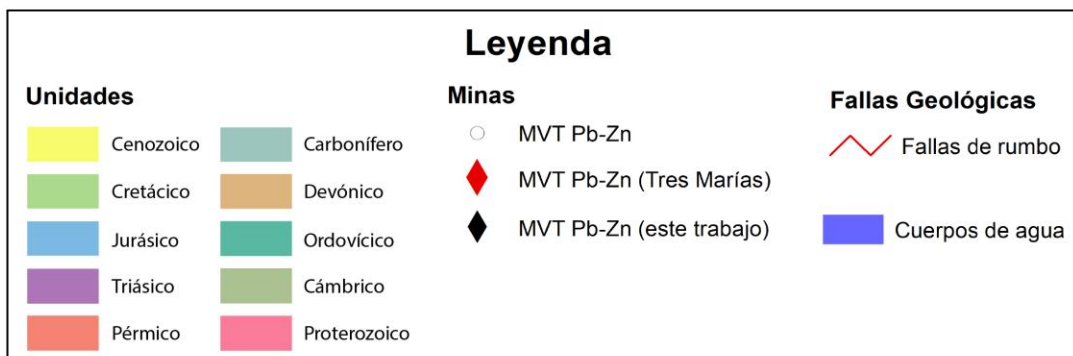 Leyenda
Unidades
Cenozoico
Cretácico
Jurásico
Triásico
Pérmico
Carbonífero
Devónico
Ordovícico
Cámbrico
Proterozoico
Minas
MVT Pb-Zn
MVT Pb-Zn (Tres Marías)
MVT Pb-Zn (este trabajo)
Fallas Geológicas
Fallas de rumbo
Cuerpos de agua